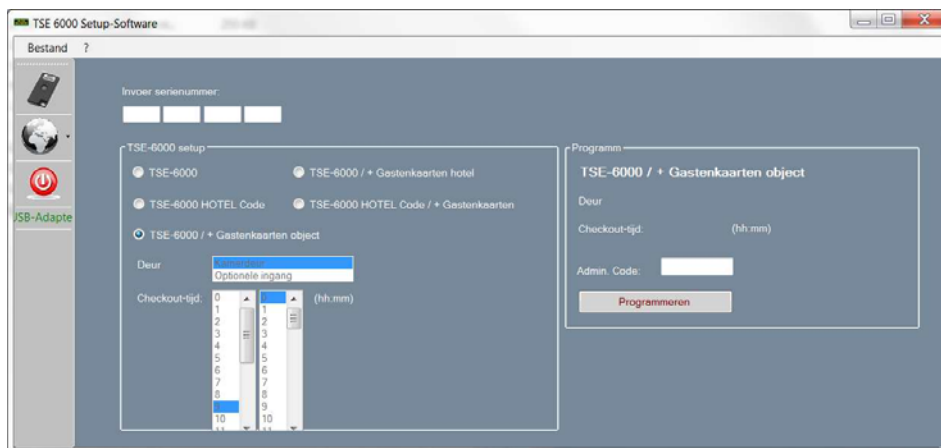 TSE 6000 Setup-Software
Bestand ?
JSB-Adapte
Invoer serienummer:
TSE-6000 setup
TSE-6000
TSE-6000 / + Gastenkaarten hotel
TSE-6000 HOTEL Code
TSE-6000 HOTEL Code / + Gastenkaarten
TSE-6000 / + Gastenkaarten object
Deur
Kamerdeur
Optionele ingang
Checkout-tijd:
0
1
2
3
4
5
6
7
8
9
10
11
0
1
2
3
4
5
6
7
8
9
10
(hh:mm)
Programm
TSE-6000 / + Gastenkaarten object
Deur
Checkout-tijd: (hh:mm)
Admin. Code:
Programmeren